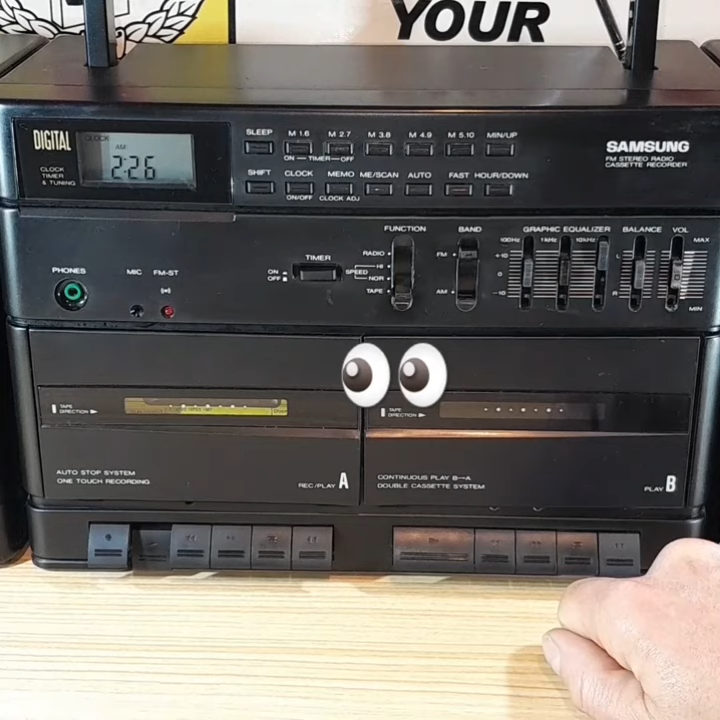 YOUR
DIGITAL
CLOCK
TIMER
& TUNING
CLOCK
AM
2:26
SLEEP M 1.6 M 2.7 M 3.8 M 4.9 M 5.10 MIN/UP
ON — TIMER — OFF
SHIFT CLOCK MEMO ME/SCAN AUTO FAST HOUR/DOWN
ON/OFF CLOCK ADJ
SAMSUNG
FM STEREO RADIO
CASSETTE RECORDER
PHONES
MIC FM-ST
TIMER
ON
OFF
FUNCTION
RADIO
SPEED HI
NOR
TAPE
BAND
FM
AM
GRAPHIC EQUALIZER
100Hz 1kHz 10kHz
+10
0
-10
BALANCE
L
R
VOL
MAX
MIN
TAPE
DIRECTION
AUTO STOP SYSTEM
ONE TOUCH RECORDING
REC/PLAY A
TAPE
DIRECTION
CONTINUOUS PLAY B→A
DOUBLE CASSETTE SYSTEM
PLAY B